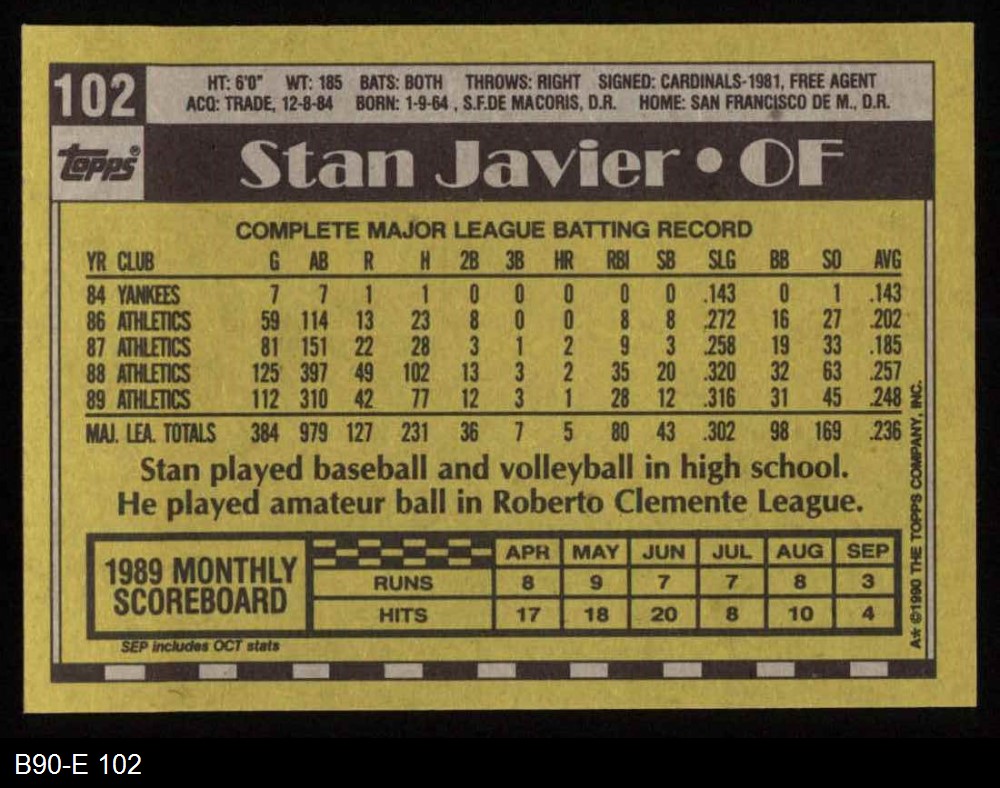 102
HT: 6'0" WT: 185 BATS: BOTH THROWS: RIGHT SIGNED: CARDINALS-1981, FREE AGENT
ACQ: TRADE, 12-8-84 BORN: 1-9-64 , S.F.DE MACORIS, D.R. HOME: SAN FRANCISCO DE M., D.R.
Topps® Stan Javier • OF
COMPLETE MAJOR LEAGUE BATTING RECORD
YR CLUB G AB R H 2B 3B HR RBI SB SLG BB SO AVG
84 YANKEES 7 7 1 1 0 0 0 0 0 .143 0 1 .143
86 ATHLETICS 59 114 13 23 8 0 0 8 8 .272 16 27 .202
87 ATHLETICS 81 151 22 28 3 1 2 9 3 .258 19 33 .185
88 ATHLETICS 125 397 49 102 13 3 2 35 20 .320 32 63 .257
89 ATHLETICS 112 310 42 77 12 3 1 28 12 .316 31 45 .248
MAJ. LEA. TOTALS 384 979 127 231 36 7 5 80 43 .302 98 169 .236
Stan played baseball and volleyball in high school.
He played amateur ball in Roberto Clemente League.
1989 MONTHLY
SCOREBOARD
APR MAY JUN JUL AUG SEP
RUNS 8 9 7 7 8 3
HITS 17 18 20 8 10 4
SEP includes OCT stats
A* ©1990 THE TOPPS COMPANY, INC.
B90-E 102